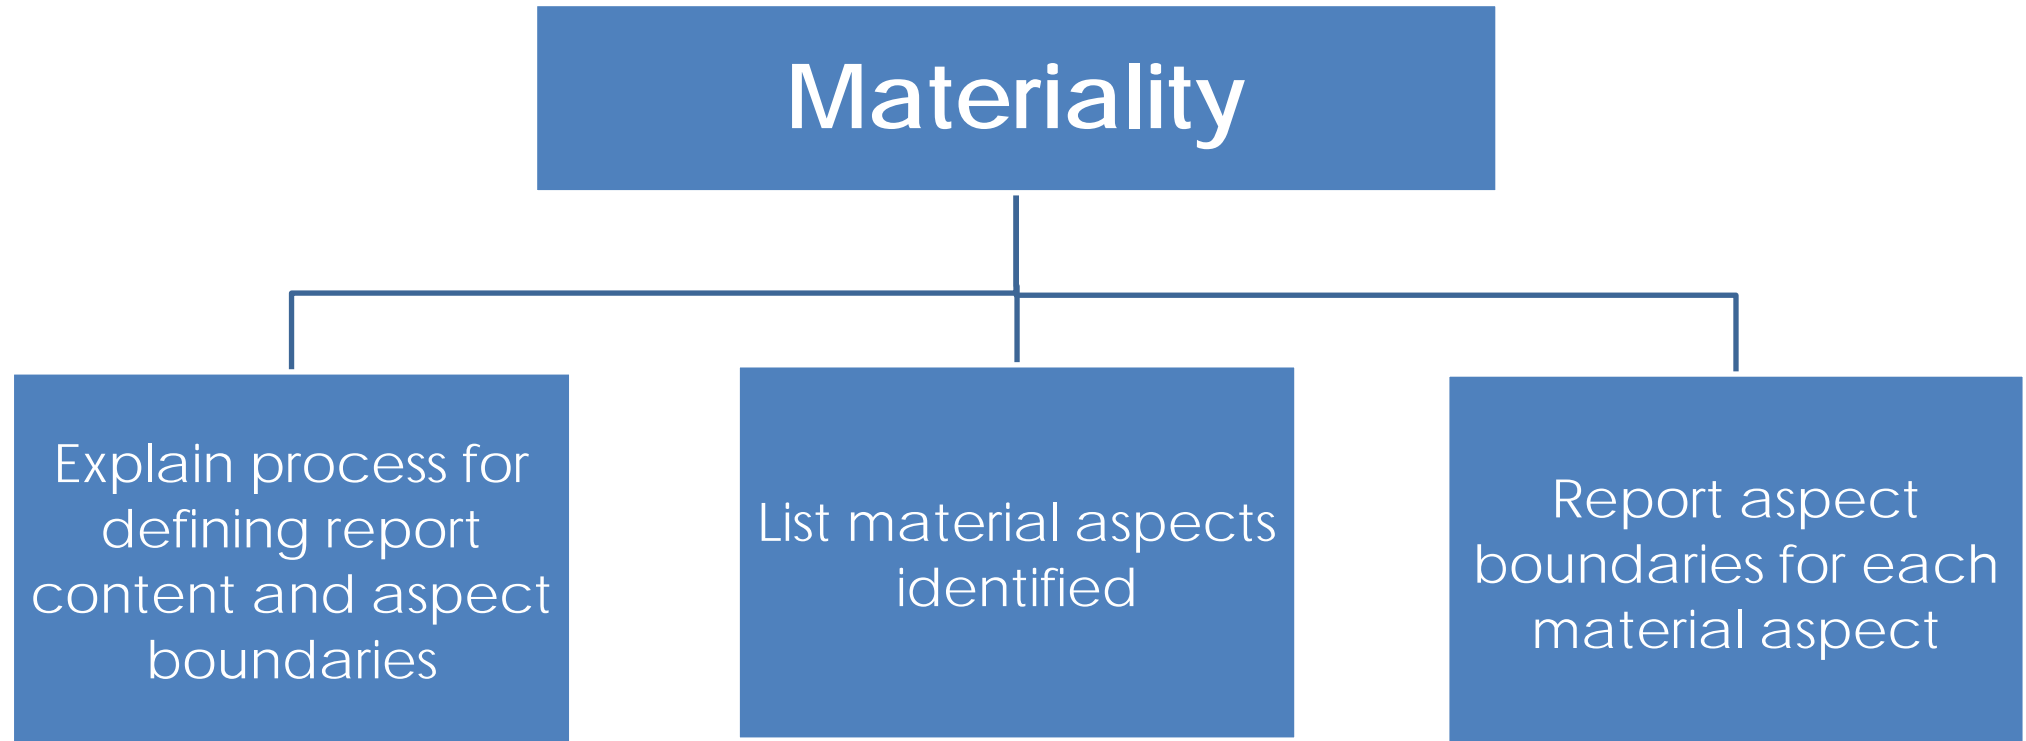 Materiality
Explain process for
defining report
content and aspect
boundaries
List material aspects
identified
Report aspect
boundaries for each
material aspect